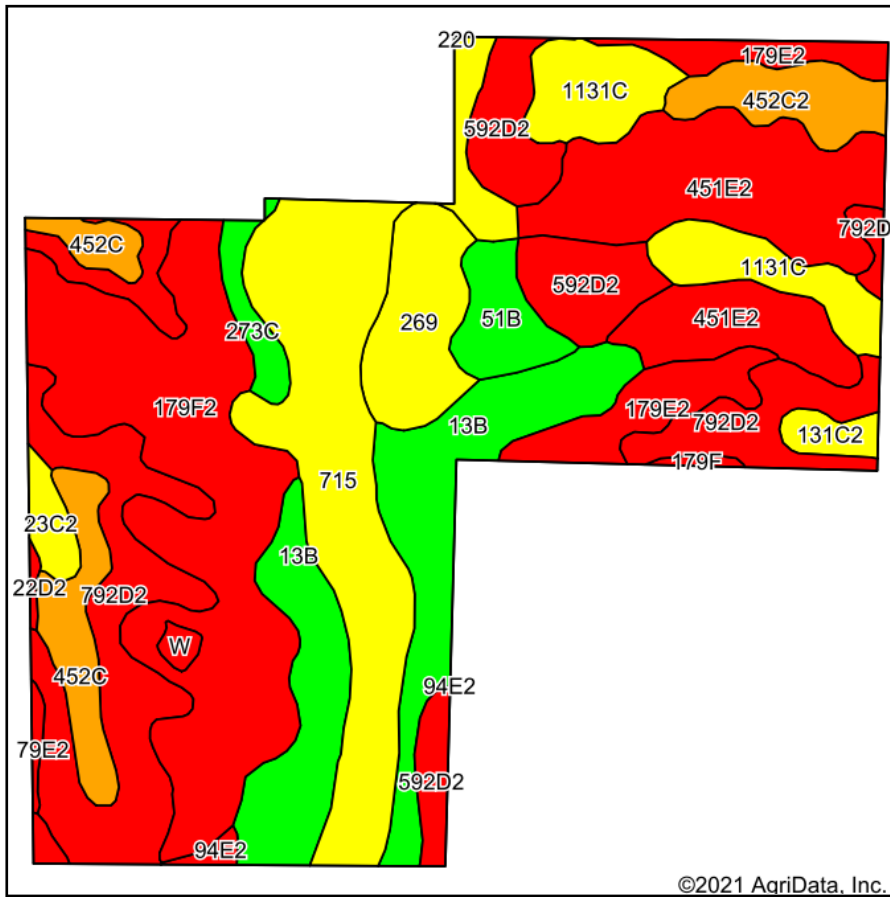 220
179E2
1131C
452C2
592D2
451E2
792D
452C
1131C
592D2
273C
269
51B
451E2
179F2
179E2
792D2
13B
131C2
179F
715
23C2
13B
22D2
792D2
W
452C
94E2
79E2
592D2
94E2
©2021 AgriData, Inc.